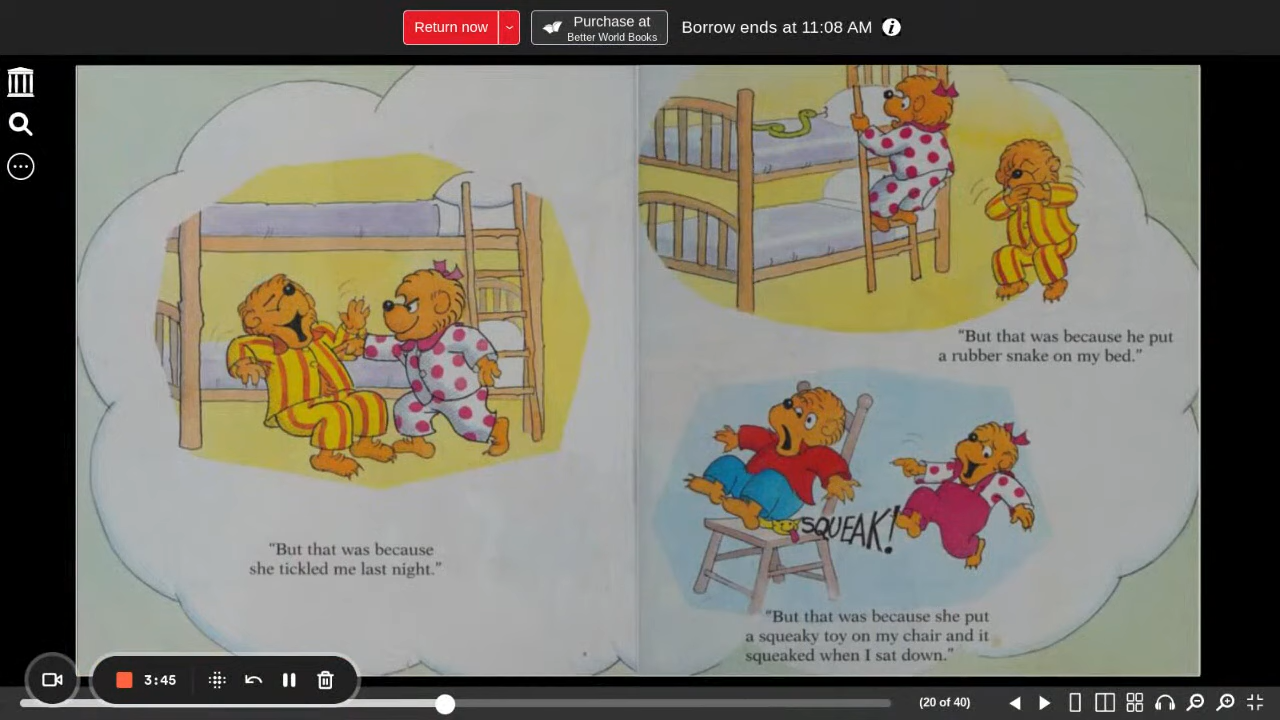 Return now
Purchase at
Better World Books
Borrow ends at 11:08 AM
"But that was because
she tickled me last night."
"But that was because he put
a rubber snake on my bed."
SQUEAK!
"But that was because she put
a squeaky toy on my chair and it
squeaked when I sat down."
3:45
(20 of 40)